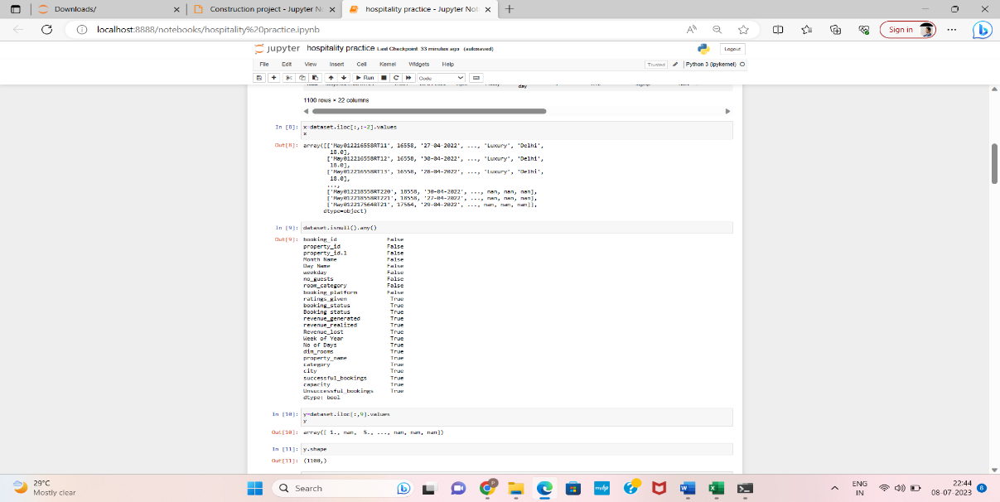 Downloads/
Construction project - Jupyter N
hospitality practice - Jupyter Not
localhost:8888/notebooks/hospitality%20practice.ipynb
Sign in
jupyter hospitality practice Last Checkpoint: 33 minutes ago (autosaved)
Logout
File Edit View Insert Cell Kernel Widgets Help
Trusted
Python 3 (ipykernel)
Run
Code
day
1100 rows × 22 columns
In [8]: x=dataset.iloc[:,:-2].values
x
Out[8]: array([['May012216558RT11', 16558, '27-04-2022', ..., 'Luxury', 'Delhi',
18.0],
['May012216558RT12', 16558, '30-04-2022', ..., 'Luxury', 'Delhi',
18.0],
['May012216558RT13', 16558, '28-04-2022', ..., 'Luxury', 'Delhi',
18.0],
...,
['May012218558RT220', 18558, '30-04-2022', ..., nan, nan, nan],
['May012218558RT221', 18558, '27-04-2022', ..., nan, nan, nan],
['May012217564RT21', 17564, '29-04-2022', ..., nan, nan, nan]],
dtype=object)
In [9]: dataset.isnull().any()
Out[9]: booking_id False
property_id False
property_id.1 False
Month Name False
Day Name False
weekday False
no_guests False
room_category False
booking_platform False
ratings_given True
booking_status True
Booking status True
revenue_generated True
revenue_realized True
Revenue_lost True
Week of Year True
No of Days True
dim_rooms True
property_name True
category True
city True
successful_bookings True
capacity True
Unsuccessful_bookings True
dtype: bool
In [10]: y=dataset.iloc[:,9].values
y
Out[10]: array([ 1., nan, 5., ..., nan, nan, nan])
In [11]: y.shape
Out[11]: (1100,)
29°C
Mostly clear
Search
ENG
IN
22:44
08-07-2023
6